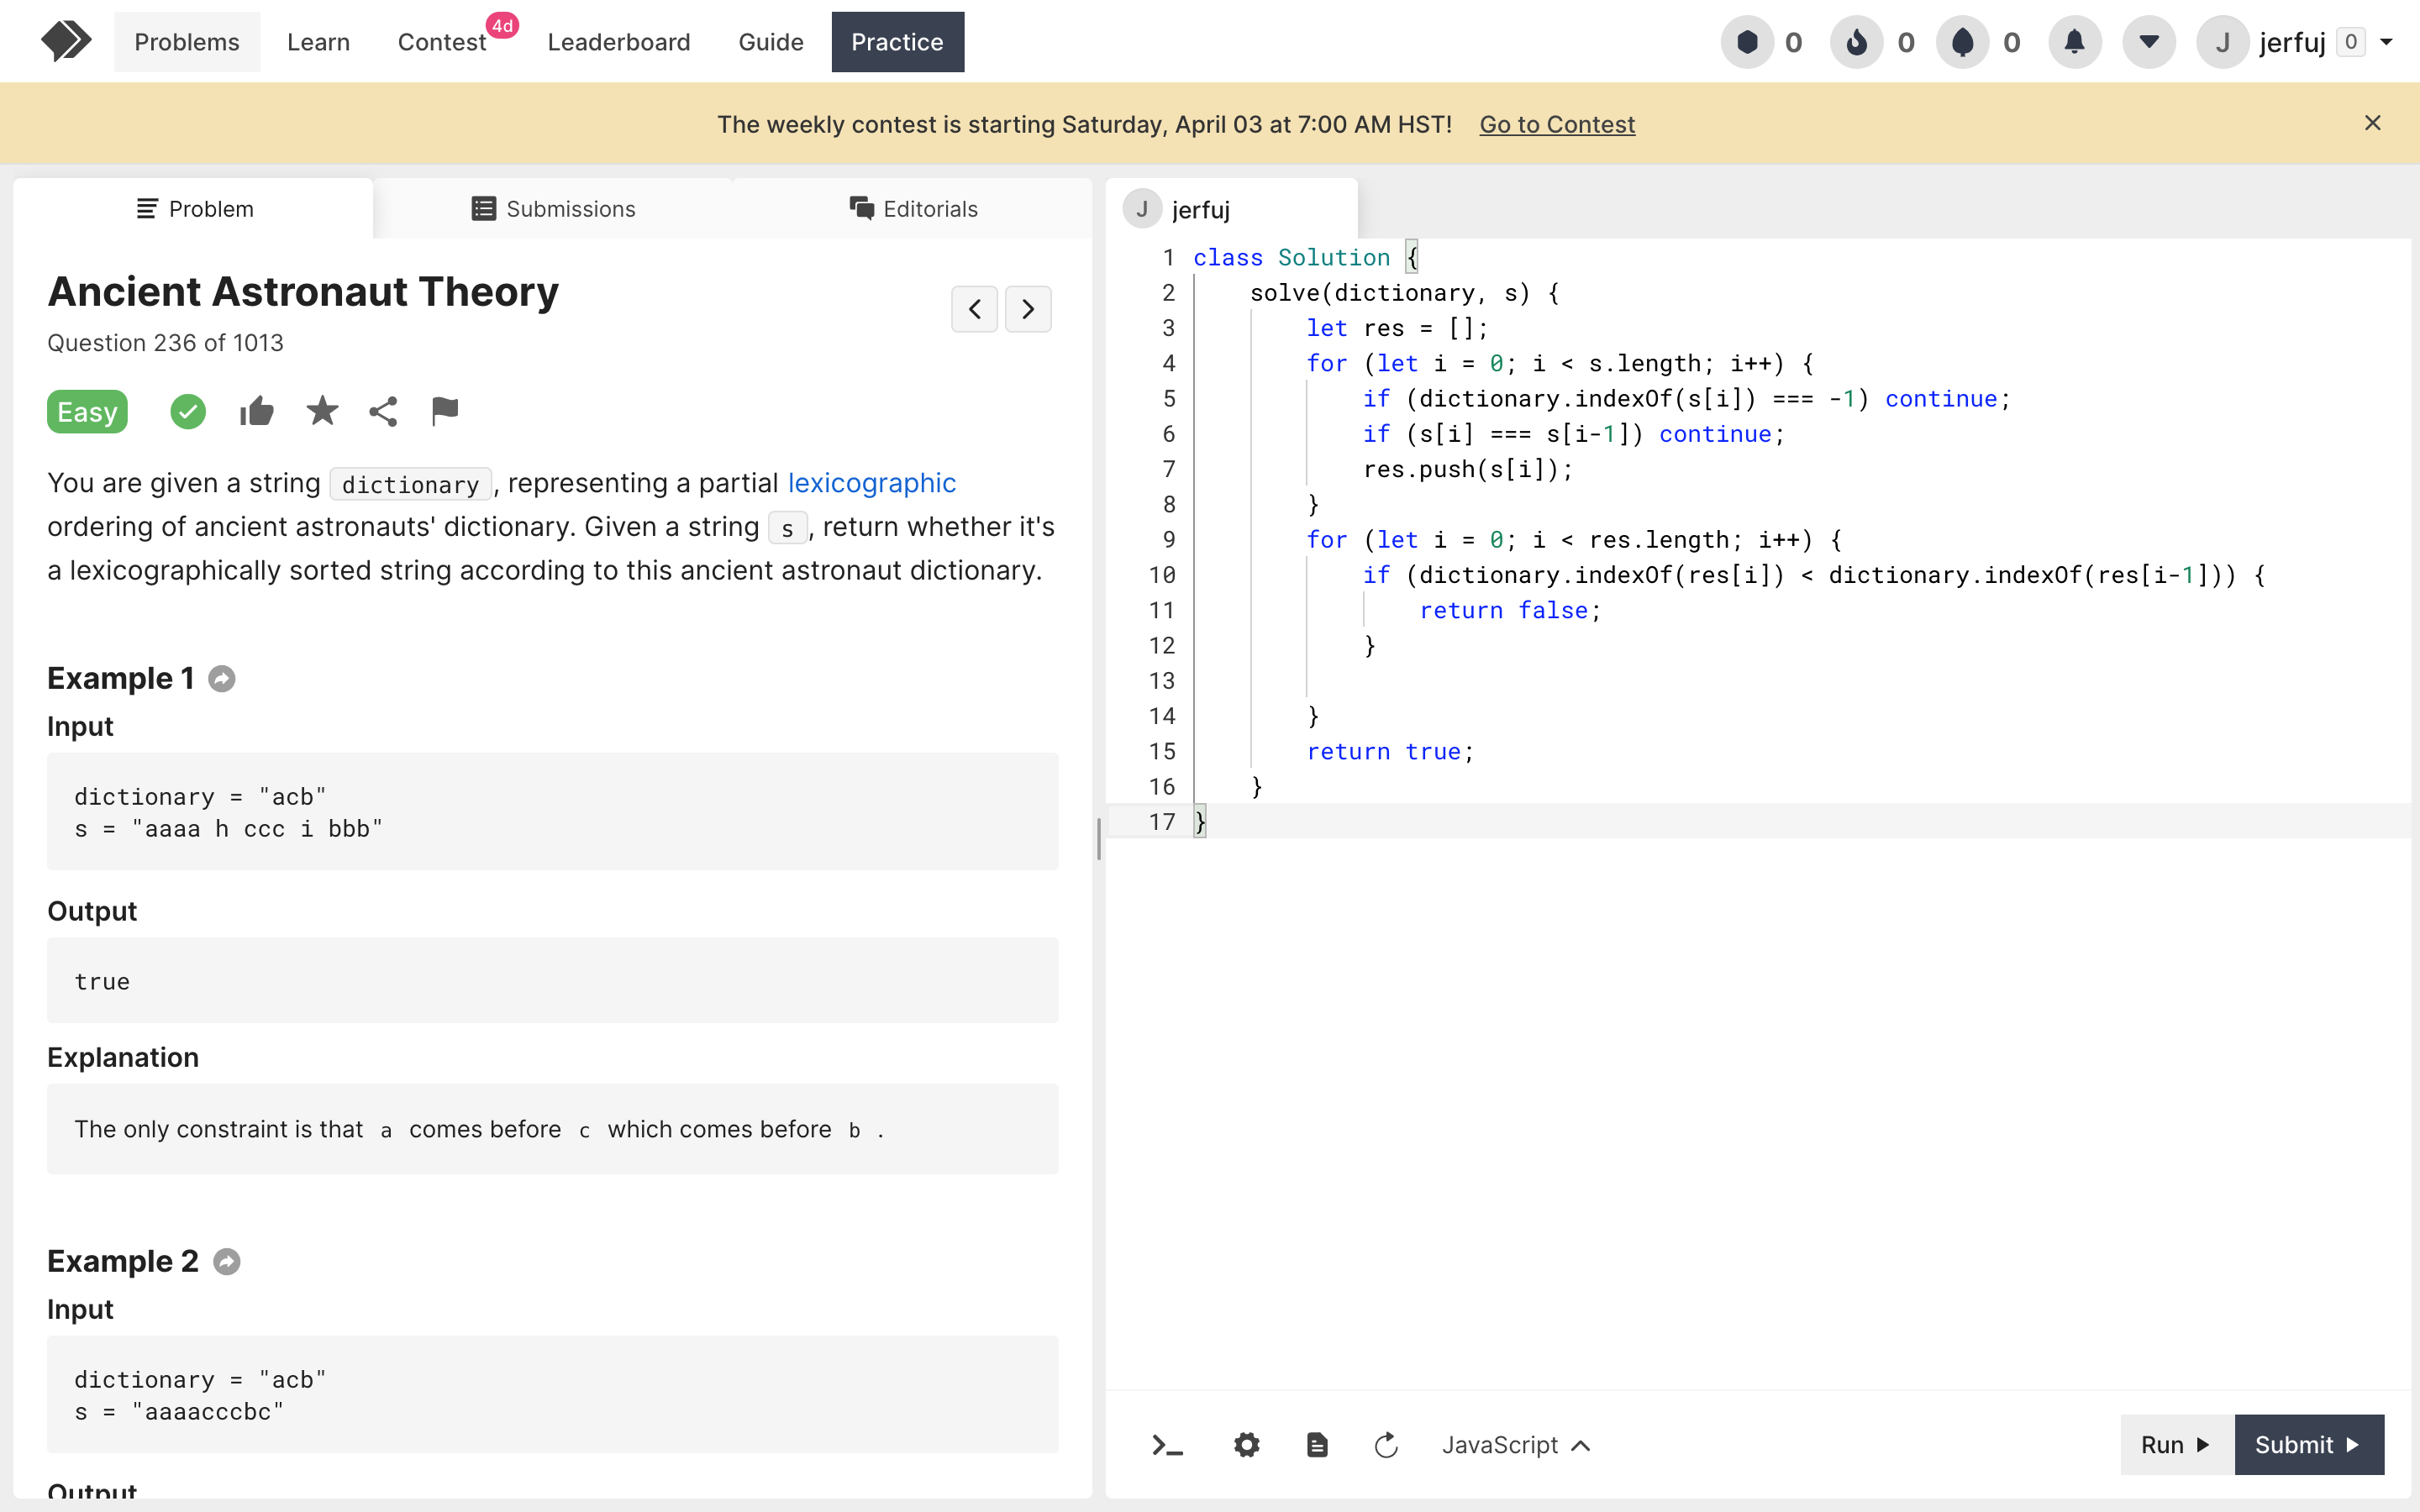 Problems Learn Contest 4d Leaderboard Guide Practice 0 0 0 J jerfuj 0
The weekly contest is starting Saturday, April 03 at 7:00 AM HST! Go to Contest
Problem Submissions Editorials
Ancient Astronaut Theory
Question 236 of 1013
Easy
You are given a string dictionary, representing a partial lexicographic
ordering of ancient astronauts' dictionary. Given a string s, return whether it's
a lexicographically sorted string according to this ancient astronaut dictionary.
Example 1
Input
dictionary = "acb"
s = "aaaa h ccc i bbb"
Output
true
Explanation
The only constraint is that a comes before c which comes before b .
Example 2
Input
dictionary = "acb"
s = "aaaacccbc"
Output
J jerfuj
1 class Solution {
2 solve(dictionary, s) {
3 let res = [];
4 for (let i = 0; i < s.length; i++) {
5 if (dictionary.indexOf(s[i]) === -1) continue;
6 if (s[i] === s[i-1]) continue;
7 res.push(s[i]);
8 }
9 for (let i = 0; i < res.length; i++) {
10 if (dictionary.indexOf(res[i]) < dictionary.indexOf(res[i-1])) {
11 return false;
12 }
13
14 }
15 return true;
16 }
17 }
JavaScript Run Submit